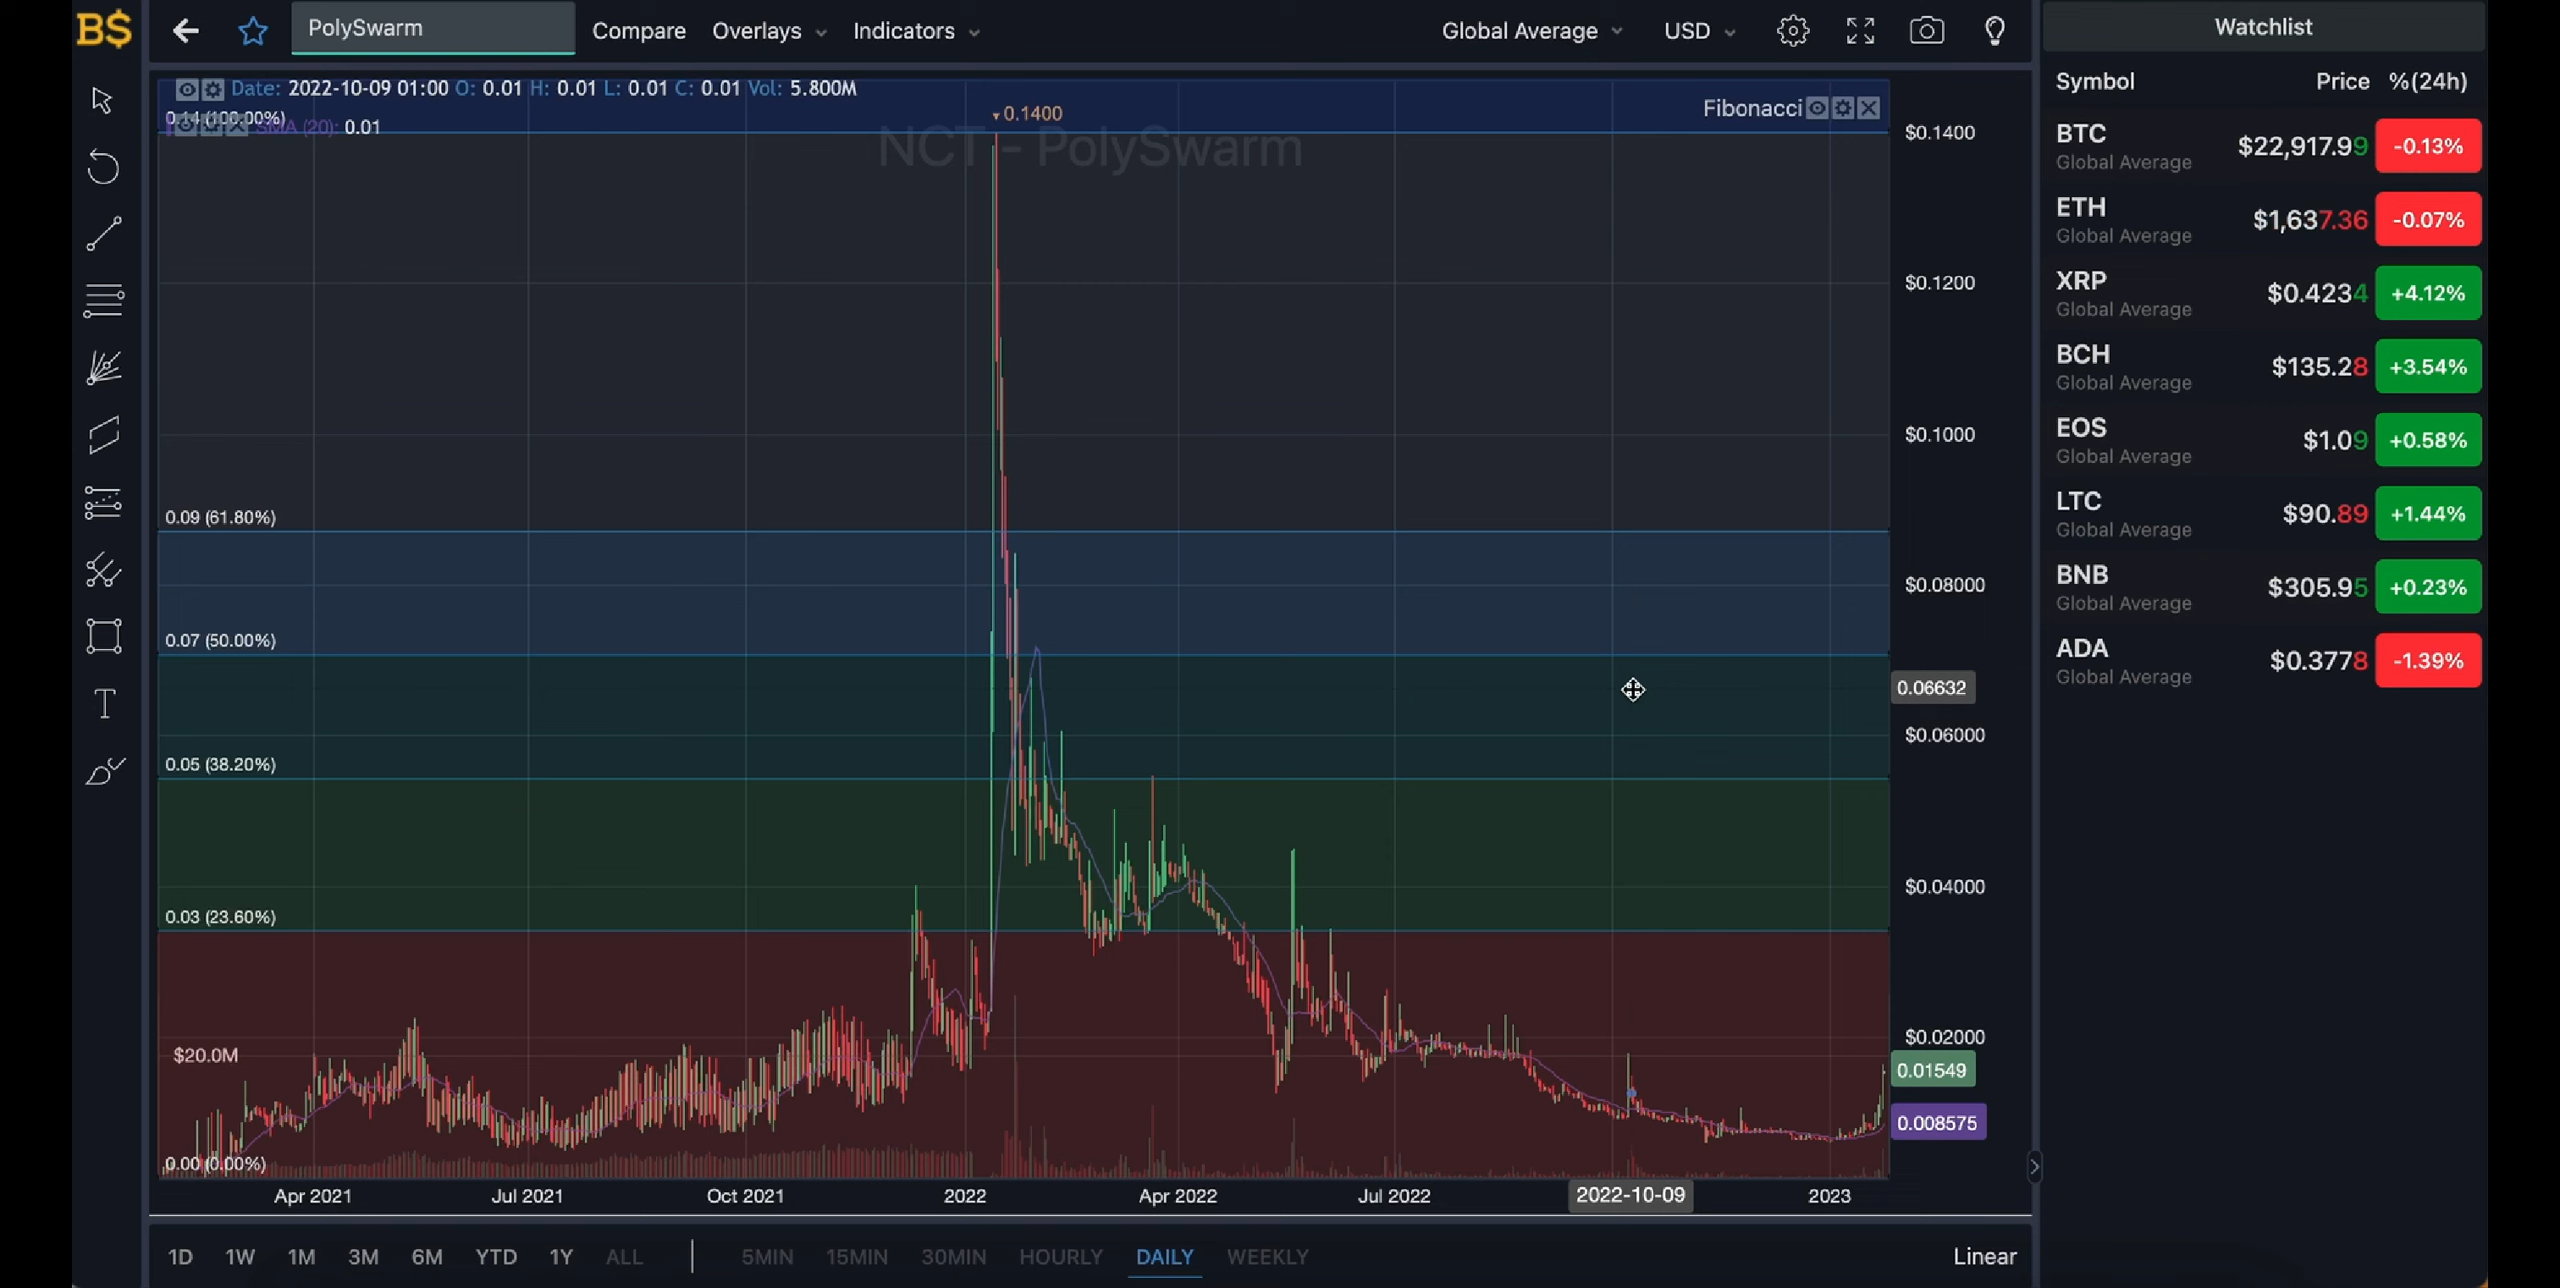 B$
PolySwarm
Compare
Overlays
Indicators
Global Average
USD
Watchlist
Date: 2022-10-09 01:00 O: 0.01 H: 0.01 L: 0.01 C: 0.01 Vol: 5.800M
0.14 (100.00%)
SMA (20): 0.01
0.1400
NCT - PolySwarm
Fibonacci
$0.1400
$0.1200
$0.1000
0.09 (61.80%)
$0.08000
0.07 (50.00%)
0.06632
$0.06000
0.05 (38.20%)
$0.04000
0.03 (23.60%)
$0.02000
$20.0M
0.01549
0.008575
0.00 (0.00%)
Apr 2021
Jul 2021
Oct 2021
2022
Apr 2022
Jul 2022
2022-10-09
2023
1D 1W 1M 3M 6M YTD 1Y ALL
5MIN 15MIN 30MIN HOURLY DAILY WEEKLY
Linear
Symbol Price %(24h)
BTC $22,917.99 -0.13%
Global Average
ETH $1,637.36 -0.07%
Global Average
XRP $0.4234 +4.12%
Global Average
BCH $135.28 +3.54%
Global Average
EOS $1.09 +0.58%
Global Average
LTC $90.89 +1.44%
Global Average
BNB $305.95 +0.23%
Global Average
ADA $0.3778 -1.39%
Global Average